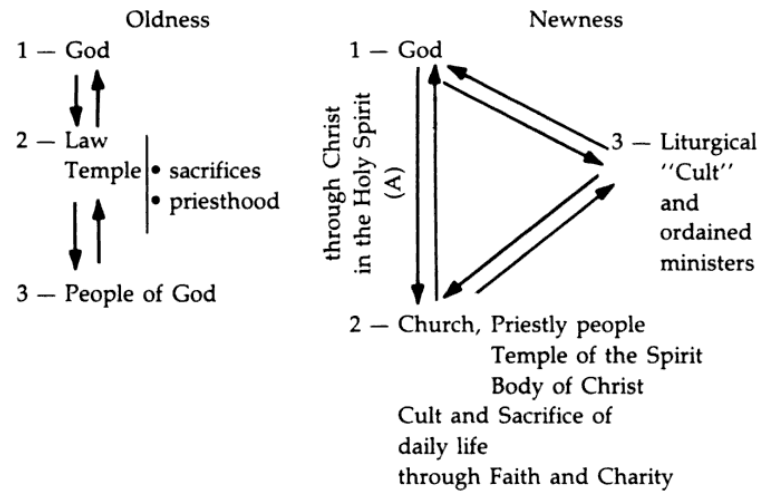 Oldness
1 — God
2 — Law
Temple
• sacrifices
• priesthood
3 — People of God
Newness
1 — God
through Christ
in the Holy Spirit
(A)
3 — Liturgical
"Cult"
and
ordained
ministers
2 — Church, Priestly people
Temple of the Spirit
Body of Christ
Cult and Sacrifice of
daily life
through Faith and Charity